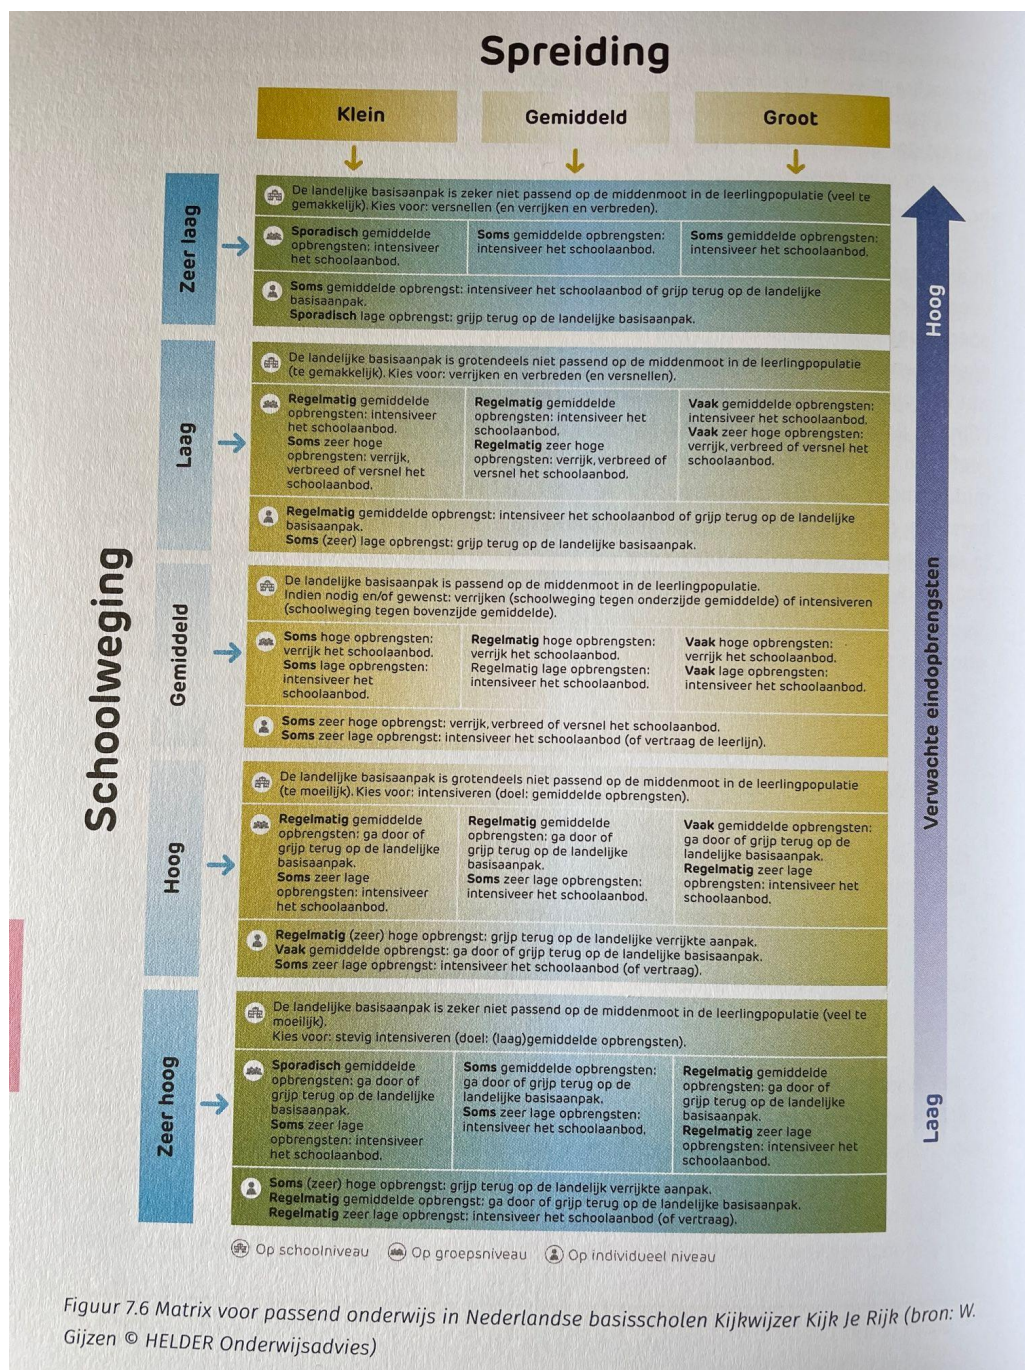 Spreiding
Klein
Gemiddeld
Groot
Schoolweging
Zeer laag
De landelijke basisaanpak is zeker niet passend op de middenmoot in de leerlingpopulatie (veel te
gemakkelijk). Kies voor: versnellen (en verrijken en verbreden).
Sporadisch gemiddelde
opbrengsten: intensiveer
het schoolaanbod.
Soms gemiddelde opbrengsten:
intensiveer het schoolaanbod.
Soms gemiddelde opbrengsten:
intensiveer het schoolaanbod.
Soms gemiddelde opbrengst: intensiveer het schoolaanbod of grijp terug op de landelijke
basisaanpak.
Sporadisch lage opbrengst: grijp terug op de landelijke basisaanpak.
Laag
De landelijke basisaanpak is grotendeels niet passend op de middenmoot in de leerlingpopulatie
(te gemakkelijk). Kies voor: verrijken en verbreden (en versnellen).
Regelmatig gemiddelde
opbrengsten: intensiveer
het schoolaanbod.
Soms zeer hoge
opbrengsten: verrijk,
verbreed of versnel het
schoolaanbod.
Regelmatig gemiddelde
opbrengsten: intensiveer het
schoolaanbod.
Regelmatig zeer hoge
opbrengsten: verrijk, verbreed of
versnel het schoolaanbod.
Vaak gemiddelde opbrengsten:
intensiveer het schoolaanbod.
Vaak zeer hoge opbrengsten:
verrijk, verbreed of versnel het
schoolaanbod.
Regelmatig gemiddelde opbrengst: intensiveer het schoolaanbod of grijp terug op de landelijke
basisaanpak.
Soms (zeer) lage opbrengst: grijp terug op de landelijke basisaanpak.
Gemiddeld
De landelijke basisaanpak is passend op de middenmoot in de leerlingpopulatie.
Indien nodig en/of gewenst: verrijken (schoolweging tegen onderzijde gemiddelde) of intensiveren
(schoolweging tegen bovenzijde gemiddelde).
Soms hoge opbrengsten:
verrijk het schoolaanbod.
Soms lage opbrengsten:
intensiveer het
schoolaanbod.
Regelmatig hoge opbrengsten:
verrijk het schoolaanbod.
Regelmatig lage opbrengsten:
intensiveer het schoolaanbod.
Vaak hoge opbrengsten:
verrijk het schoolaanbod.
Vaak lage opbrengsten:
intensiveer het schoolaanbod.
Soms zeer hoge opbrengst: verrijk, verbreed of versnel het schoolaanbod.
Soms zeer lage opbrengst: intensiveer het schoolaanbod (of vertraag de leerlijn).
Hoog
De landelijke basisaanpak is grotendeels niet passend op de middenmoot in de leerlingpopulatie
(te moeilijk). Kies voor: intensiveren (doel: gemiddelde opbrengsten).
Regelmatig gemiddelde
opbrengsten: ga door of
grijp terug op de landelijke
basisaanpak.
Soms zeer lage
opbrengsten: intensiveer
het schoolaanbod.
Regelmatig gemiddelde
opbrengsten: ga door of
grijp terug op de landelijke
basisaanpak.
Soms zeer lage opbrengsten:
intensiveer het schoolaanbod.
Vaak gemiddelde opbrengsten:
ga door of grijp terug op de
landelijke basisaanpak.
Regelmatig zeer lage
opbrengsten: intensiveer het
schoolaanbod.
Regelmatig (zeer) hoge opbrengst: grijp terug op de landelijke verrijkte aanpak.
Vaak gemiddelde opbrengst: ga door of grijp terug op de landelijke basisaanpak.
Soms zeer lage opbrengst: intensiveer het schoolaanbod (of vertraag).
Zeer hoog
De landelijke basisaanpak is zeker niet passend op de middenmoot in de leerlingpopulatie (veel te
moeilijk).
Kies voor: stevig intensiveren (doel: (laag)gemiddelde opbrengsten).
Sporadisch gemiddelde
opbrengsten: ga door of
grijp terug op de landelijke
basisaanpak.
Soms zeer lage
opbrengsten: intensiveer
het schoolaanbod.
Soms gemiddelde opbrengsten:
ga door of grijp terug op de
landelijke basisaanpak.
Soms zeer lage opbrengsten:
intensiveer het schoolaanbod.
Regelmatig gemiddelde
opbrengsten: ga door of
grijp terug op de landelijke
basisaanpak.
Regelmatig zeer lage
opbrengsten: intensiveer het
schoolaanbod.
Soms (zeer) hoge opbrengst: grijp terug op de landelijk verrijkte aanpak.
Regelmatig gemiddelde opbrengst: ga door of grijp terug op de landelijke basisaanpak.
Regelmatig zeer lage opbrengst: intensiveer het schoolaanbod (of vertraag).
Hoog
Verwachte eindopbrengsten
Laag
Op schoolniveau
Op groepsniveau
Op individueel niveau
Figuur 7.6 Matrix voor passend onderwijs in Nederlandse basisscholen Kijkwijzer Kijk Je Rijk (bron: W.
Gijzen © HELDER Onderwijsadvies)